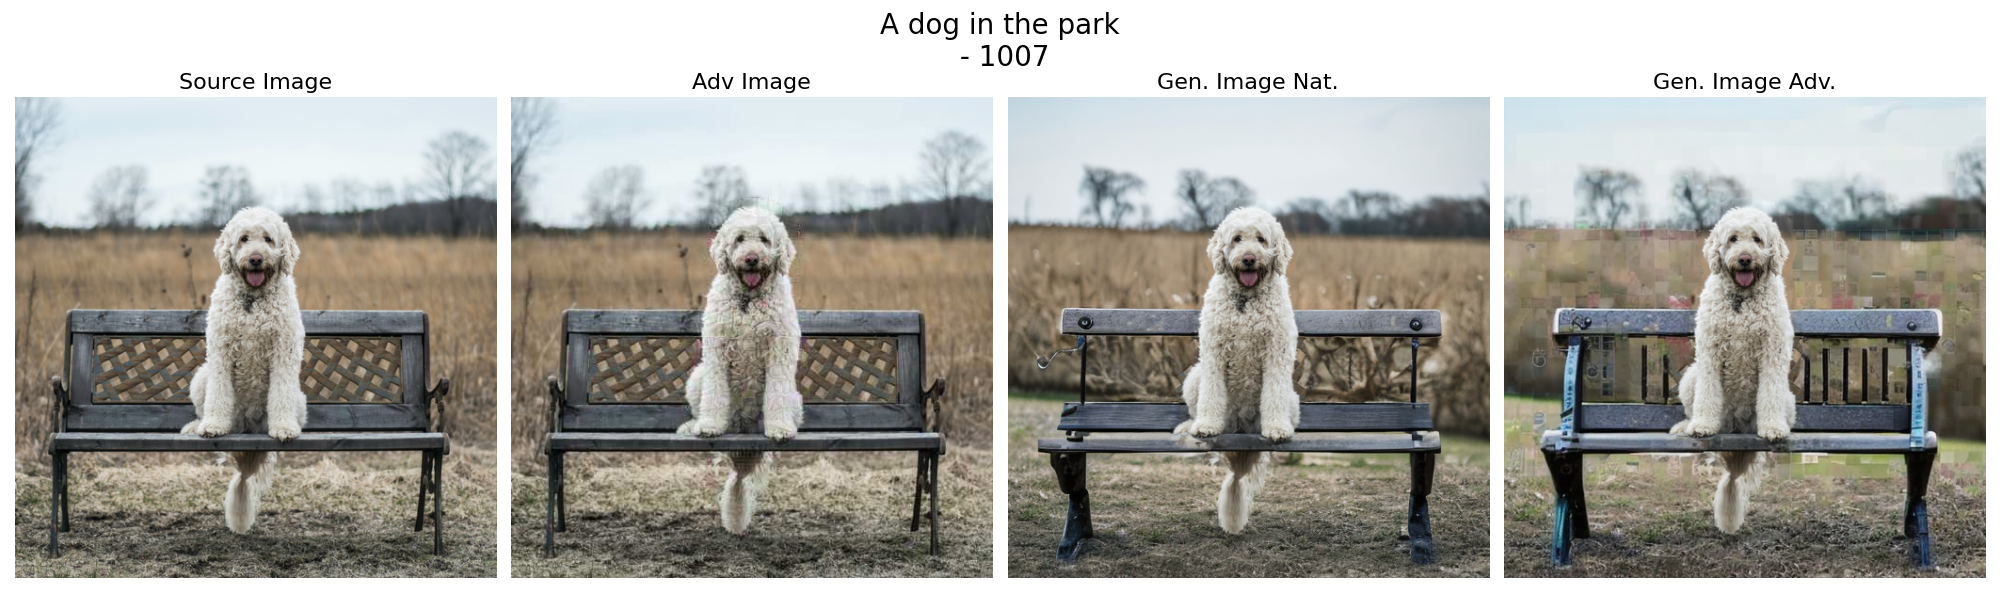 A dog in the park
- 1007
Source Image
Adv Image
Gen. Image Nat.
Gen. Image Adv.